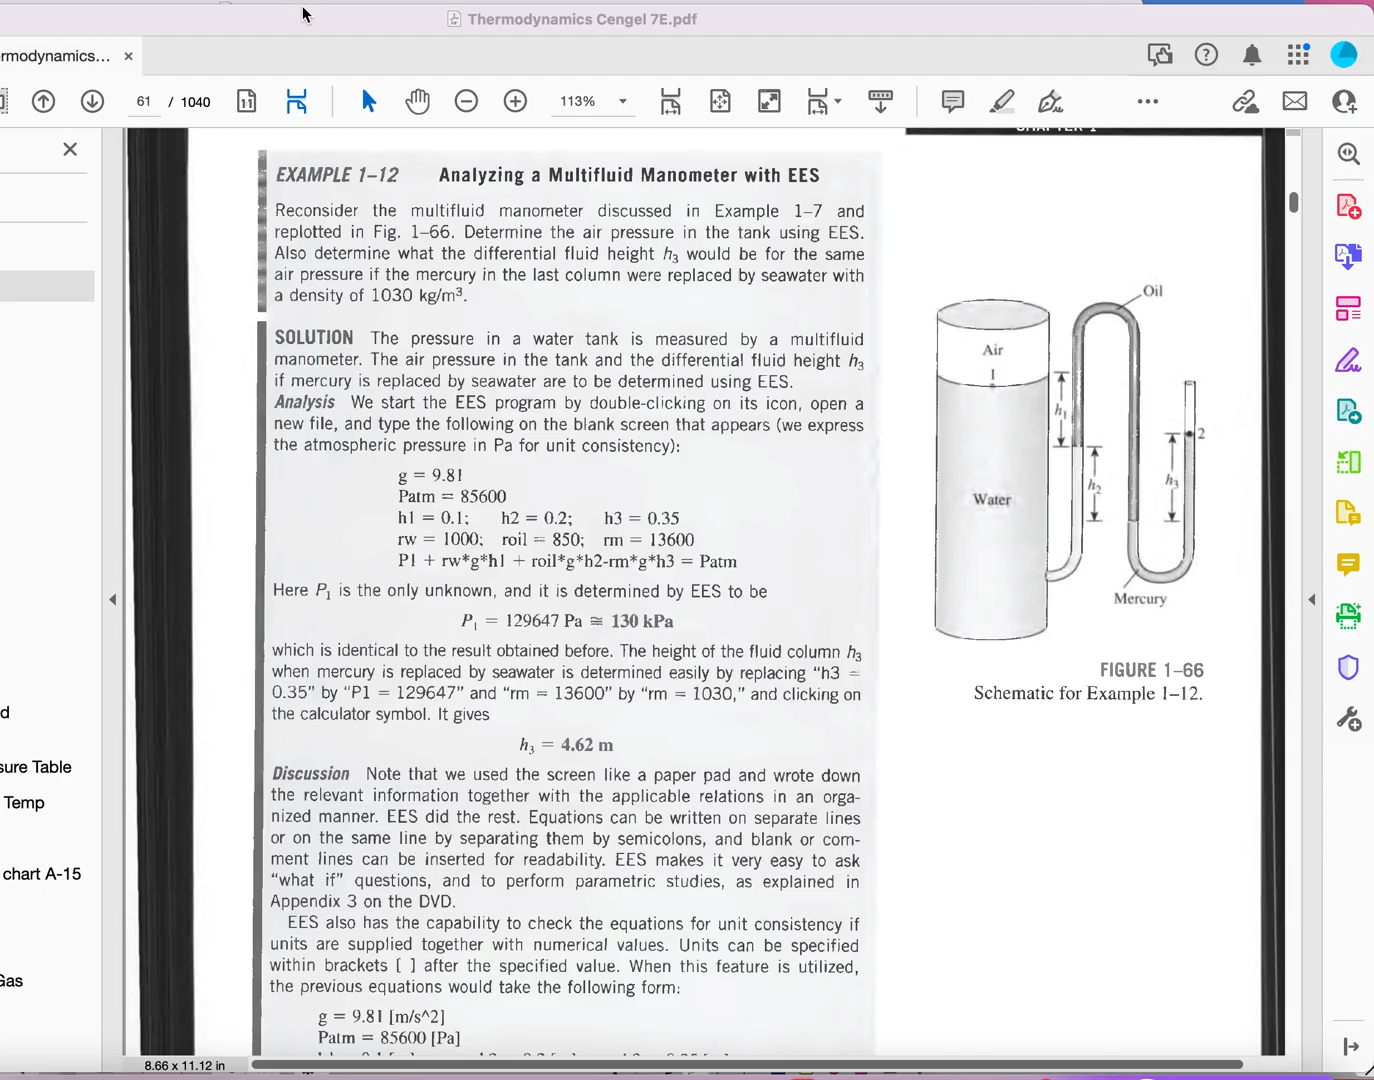 Thermodynamics Cengel 7E.pdf
ermodynamics... ×
61 / 1040
113%
CHAPTER 1
EXAMPLE 1–12 Analyzing a Multifluid Manometer with EES
Reconsider the multifluid manometer discussed in Example 1–7 and
replotted in Fig. 1–66. Determine the air pressure in the tank using EES.
Also determine what the differential fluid height h₃ would be for the same
air pressure if the mercury in the last column were replaced by seawater with
a density of 1030 kg/m³.
SOLUTION The pressure in a water tank is measured by a multifluid
manometer. The air pressure in the tank and the differential fluid height h₃
if mercury is replaced by seawater are to be determined using EES.
Analysis We start the EES program by double-clicking on its icon, open a
new file, and type the following on the blank screen that appears (we express
the atmospheric pressure in Pa for unit consistency):
g = 9.81
Patm = 85600
h1 = 0.1; h2 = 0.2; h3 = 0.35
rw = 1000; roil = 850; rm = 13600
P1 + rw*g*h1 + roil*g*h2-rm*g*h3 = Patm
Here P₁ is the only unknown, and it is determined by EES to be
P₁ = 129647 Pa ≅ 130 kPa
which is identical to the result obtained before. The height of the fluid column h₃
when mercury is replaced by seawater is determined easily by replacing “h3 =
0.35” by “P1 = 129647” and “rm = 13600” by “rm = 1030,” and clicking on
the calculator symbol. It gives
h₃ = 4.62 m
Discussion Note that we used the screen like a paper pad and wrote down
the relevant information together with the applicable relations in an orga-
nized manner. EES did the rest. Equations can be written on separate lines
or on the same line by separating them by semicolons, and blank or com-
ment lines can be inserted for readability. EES makes it very easy to ask
“what if” questions, and to perform parametric studies, as explained in
Appendix 3 on the DVD.
EES also has the capability to check the equations for unit consistency if
units are supplied together with numerical values. Units can be specified
within brackets [ ] after the specified value. When this feature is utilized,
the previous equations would take the following form:
g = 9.81 [m/s^2]
Patm = 85600 [Pa]
Oil
Air
1
h₁
2
h₂
h₃
Water
Mercury
FIGURE 1–66
Schematic for Example 1–12.
d
sure Table
Temp
chart A-15
Gas
8.66 x 11.12 in